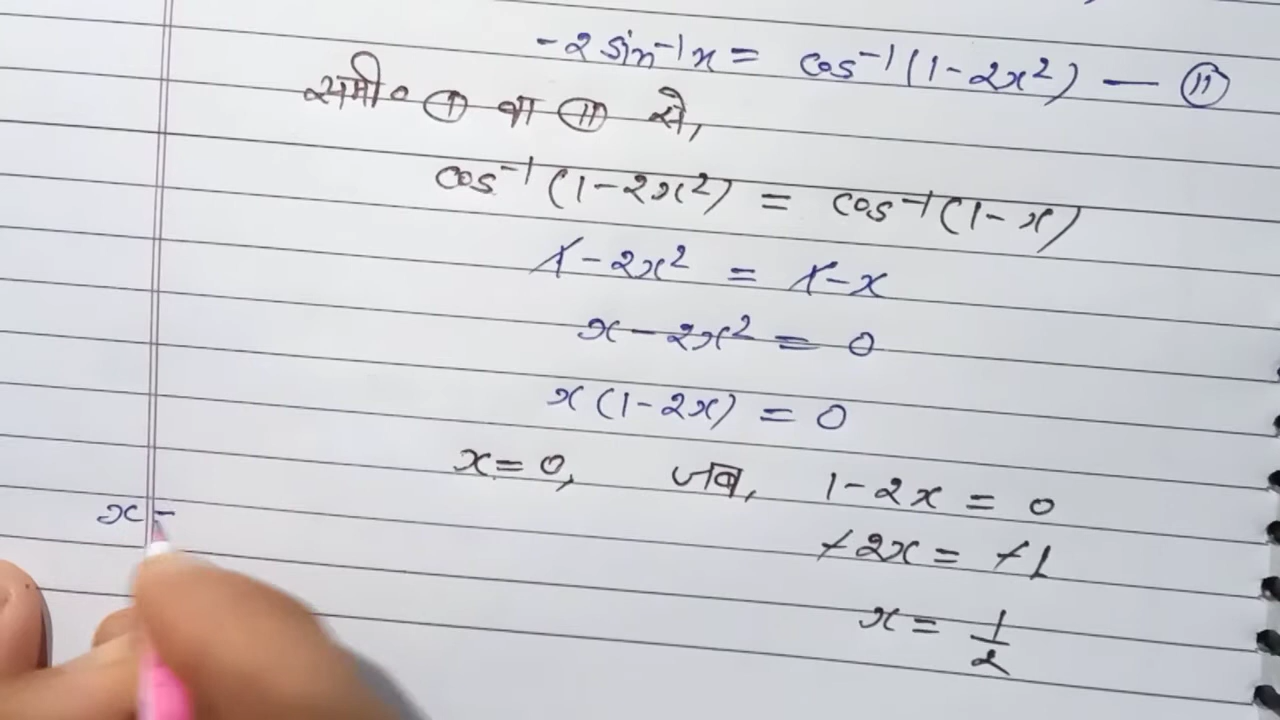 -2 sin⁻¹x = cos⁻¹(1-2x²) — (ii)
समी० (i) वा (ii) से,
cos⁻¹(1-2x²) = cos⁻¹(1-x)
1-2x² = 1-x
x-2x² = 0
x(1-2x) = 0
x=0, जब, 1-2x = 0
x -
-2x = -1
x = 1/2